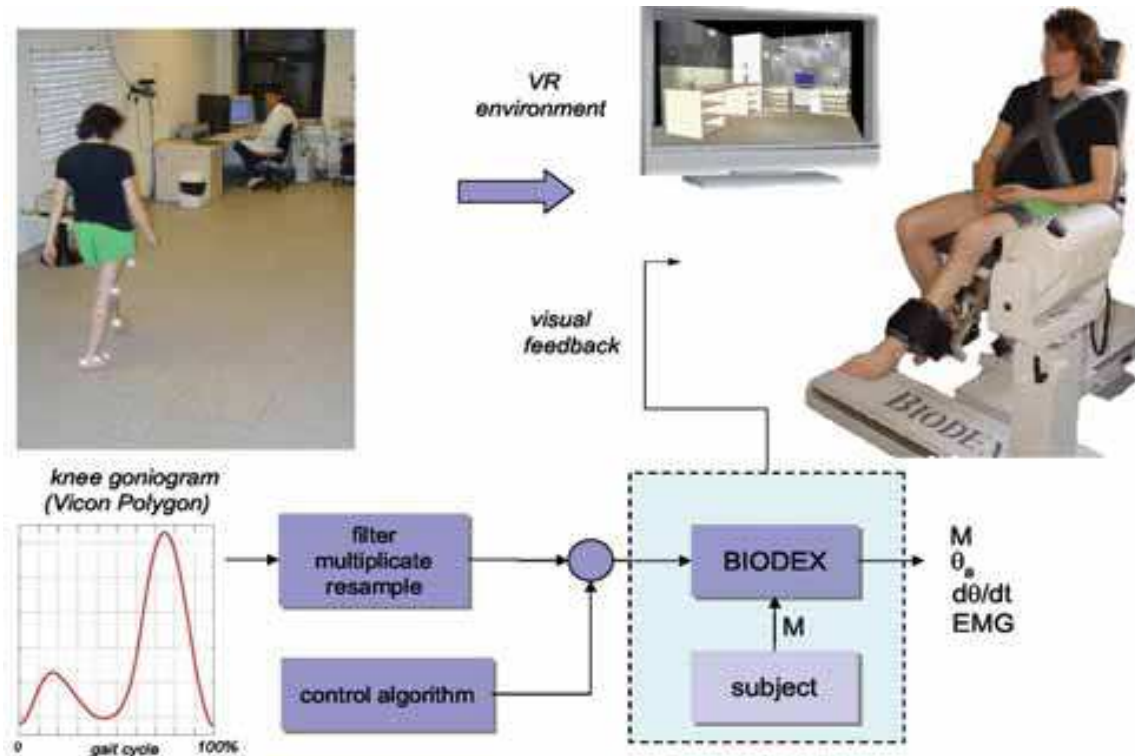 VR
environment
BIODEX
visual
feedback
knee goniogram
(Vicon Polygon)
filter
multiplicate
resample
BIODEX
M
θa
dθ/dt
EMG
M
control algorithm
subject
0
gait cycle
100%